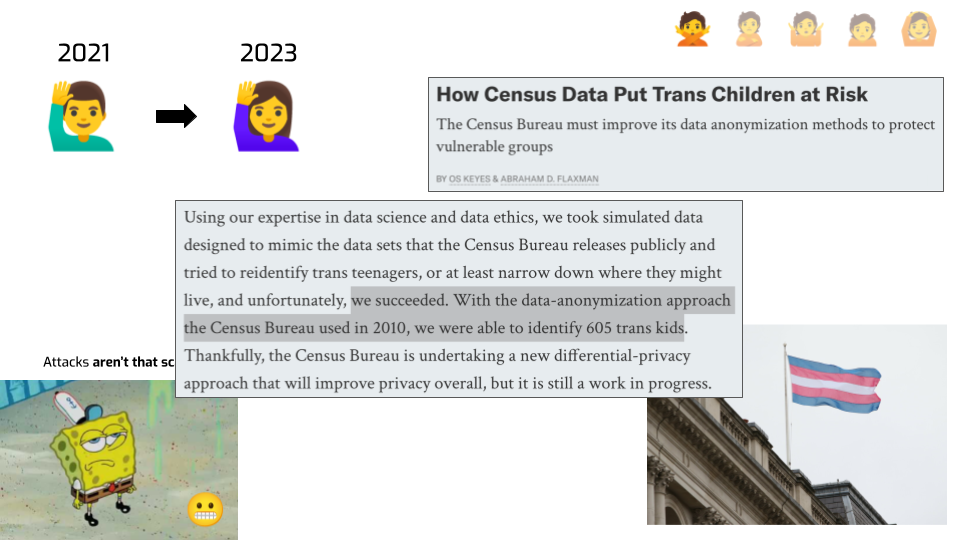 2021
2023
How Census Data Put Trans Children at Risk
The Census Bureau must improve its data anonymization methods to protect
vulnerable groups
BY OS KEYES & ABRAHAM D. FLAXMAN
Using our expertise in data science and data ethics, we took simulated data
designed to mimic the data sets that the Census Bureau releases publicly and
tried to reidentify trans teenagers, or at least narrow down where they might
live, and unfortunately, we succeeded. With the data-anonymization approach
the Census Bureau used in 2010, we were able to identify 605 trans kids.
Thankfully, the Census Bureau is undertaking a new differential-privacy
approach that will improve privacy overall, but it is still a work in progress.
Attacks aren't that sc